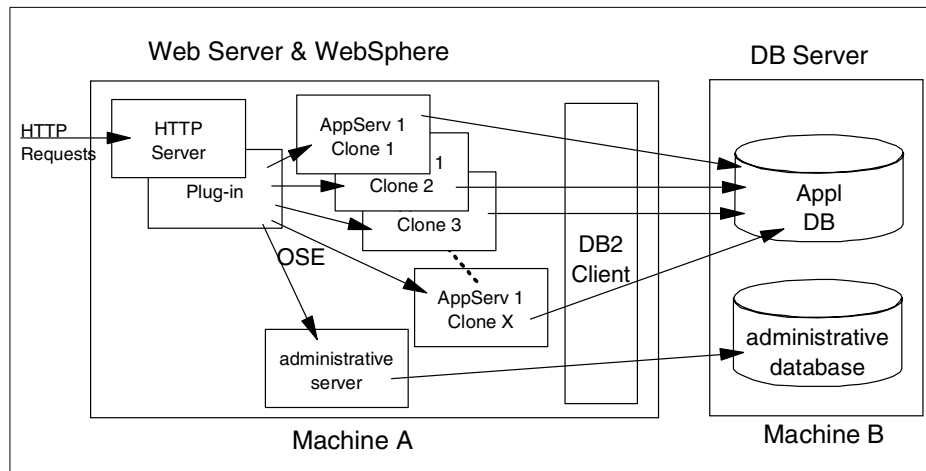 Web Server & WebSphere
DB Server
HTTP
Requests
HTTP
Server
Plug-in
AppServ 1
Clone 1
1
Clone 2
Clone 3
AppServ 1
Clone X
OSE
administrative
server
DB2
Client
Appl
DB
administrative
database
Machine A
Machine B